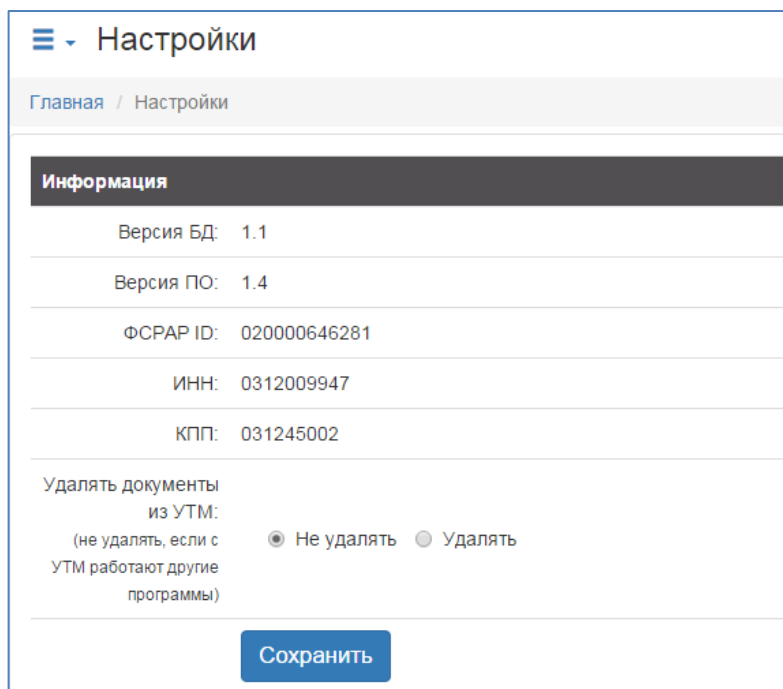 Настройки
Главная / Настройки
Информация
Версия БД: 1.1
Версия ПО: 1.4
ФСРАР ID: 020000646281
ИНН: 0312009947
КПП: 031245002
Удалять документы
из УТМ:
(не удалять, если с
УТМ работают другие
программы)
Не удалять Удалять
Сохранить